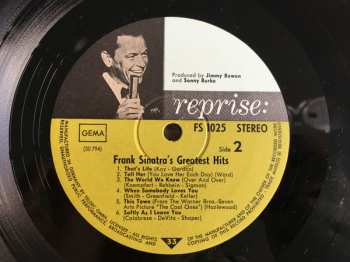 Produced by Jimmy Bowen
and Sonny Burke
reprise:
FS 1025 STEREO
GEMA
(SU 794)
Side 2
Frank Sinatra's Greatest Hits
1. That's Life (Kay - Gordon)
2. Tell Her (You Love Her Each Day) (Ward)
3. The World We Knew (Over And Over)
(Kaempfert - Rehbein - Sigman)
4. When Somebody Loves You
(Smith - Greenfield - Keller)
5. This Town (From The Warner Bros.-Seven
Arts Picture "The Cool Ones") (Hazlewood)
6. Softly As I Leave You
(Calabrese - DeVita - Shaper)
33